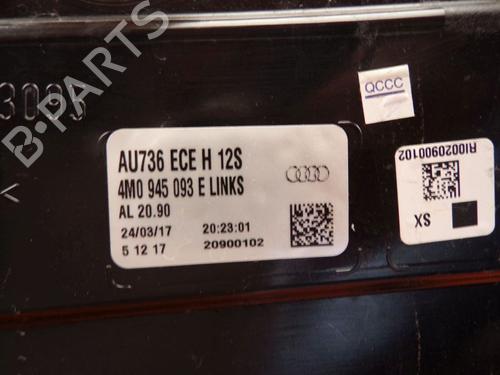 B-PARTS
QCCC
AU736 ECE H 12S
4M0 945 093 E LINKS
AL 20.90
24/03/17 20:23:01
5 12 17 20900102
RI0020900102
SX